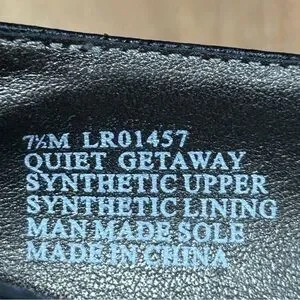 7½M LR01457
QUIET GETAWAY
SYNTHETIC UPPER
SYNTHETIC LINING
MAN MADE SOLE
MADE IN CHINA